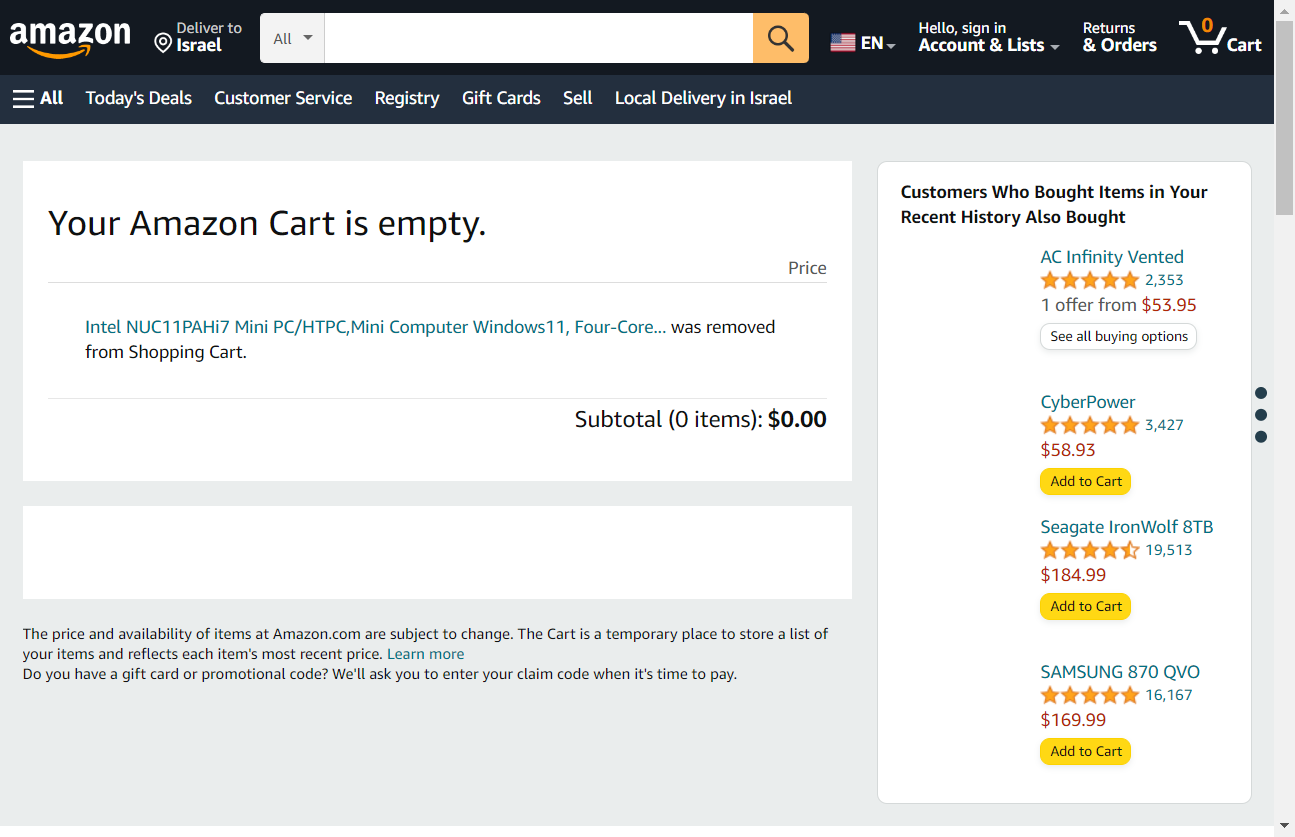 amazon
Deliver to
Israel
All
EN
Hello, sign in
Account & Lists
Returns
& Orders
0
Cart
All
Today's Deals
Customer Service
Registry
Gift Cards
Sell
Local Delivery in Israel
Your Amazon Cart is empty.
Price
Intel NUC11PAHi7 Mini PC/HTPC,Mini Computer Windows11, Four-Core... was removed
from Shopping Cart.
Subtotal (0 items): $0.00
The price and availability of items at Amazon.com are subject to change. The Cart is a temporary place to store a list of
your items and reflects each item's most recent price. Learn more
Do you have a gift card or promotional code? We'll ask you to enter your claim code when it's time to pay.
Customers Who Bought Items in Your
Recent History Also Bought
AC Infinity Vented
2,353
1 offer from $53.95
See all buying options
CyberPower
3,427
$58.93
Add to Cart
Seagate IronWolf 8TB
19,513
$184.99
Add to Cart
SAMSUNG 870 QVO
16,167
$169.99
Add to Cart